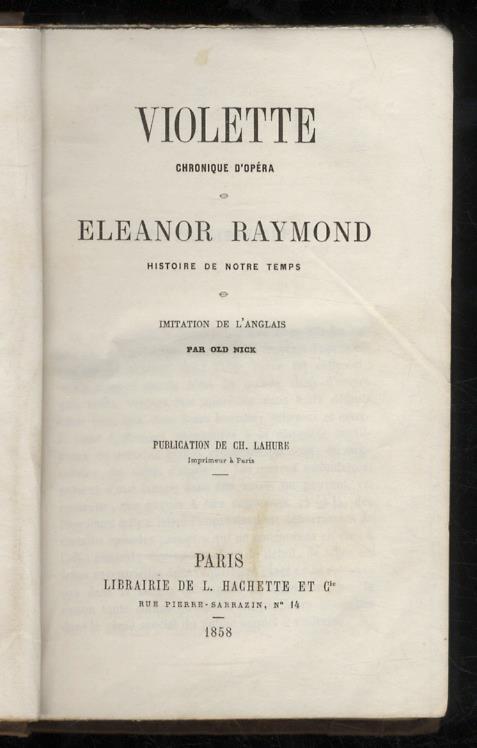 VIOLETTE
CHRONIQUE D'OPÉRA
ELEANOR RAYMOND
HISTOIRE DE NOTRE TEMPS
IMITATION DE L'ANGLAIS
PAR OLD NICK
PUBLICATION DE CH. LAHURE
Imprimeur à Paris
PARIS
LIBRAIRIE DE L. HACHETTE ET Cie
RUE PIERRE-SARRAZIN, N° 14
1858